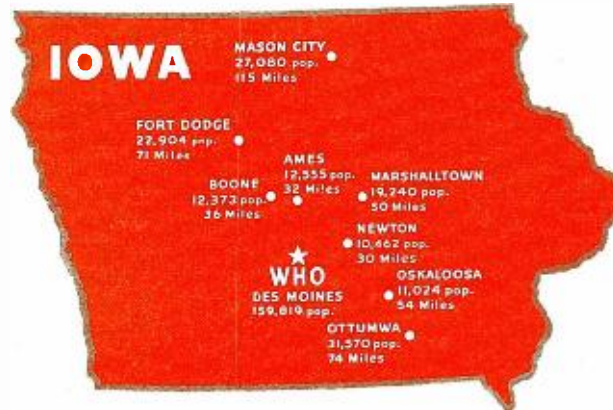 IOWA
MASON CITY
27,080 pop.
115 Miles
FORT DODGE
22,904 pop.
71 Miles
AMES
12,555 pop.
32 Miles
BOONE
12,373 pop.
36 Miles
MARSHALLTOWN
19,240 pop.
50 Miles
NEWTON
10,462 pop.
30 Miles
WHO
DES MOINES
159,819 pop.
OSKALOOSA
11,024 pop.
54 Miles
OTTUMWA
31,570 pop.
74 Miles